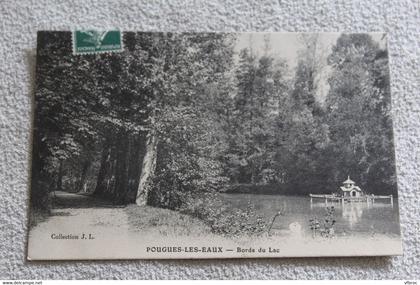 Collection J. L.
POUGUES-LES-EAUX — Bords du Lac